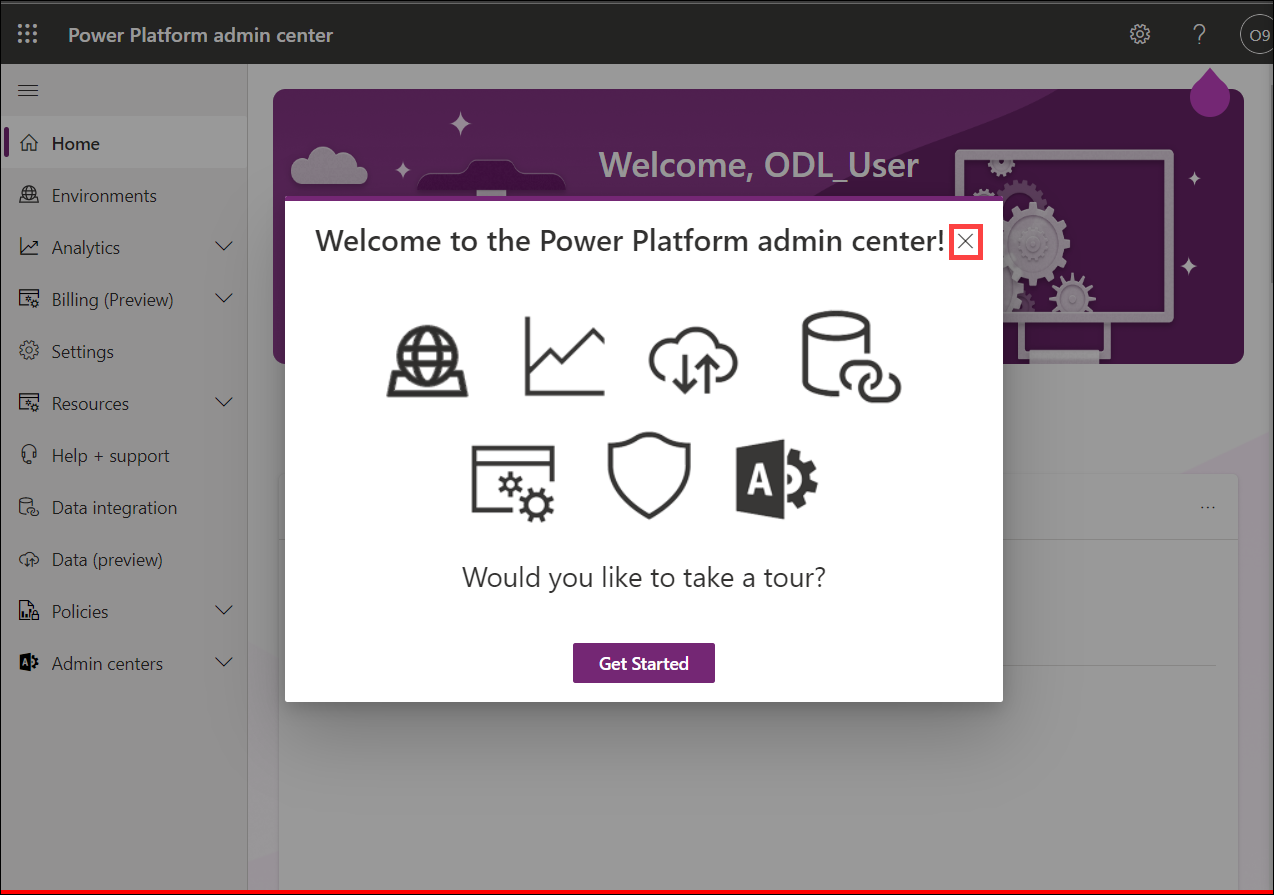 Power Platform admin center
?
O9
Home
Environments
Analytics
Billing (Preview)
Settings
Resources
Help + support
Data integration
Data (preview)
Policies
Admin centers
Welcome, ODL_User
Welcome to the Power Platform admin center!
A
Would you like to take a tour?
Get Started